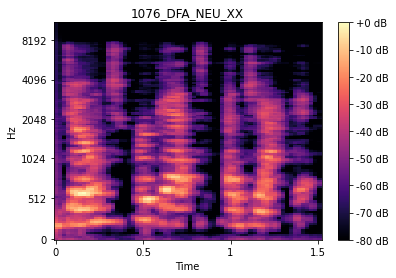 1076_DFA_NEU_XX
Hz
8192
4096
2048
1024
512
0
0
0.5
1
1.5
Time
+0 dB
-10 dB
-20 dB
-30 dB
-40 dB
-50 dB
-60 dB
-70 dB
-80 dB